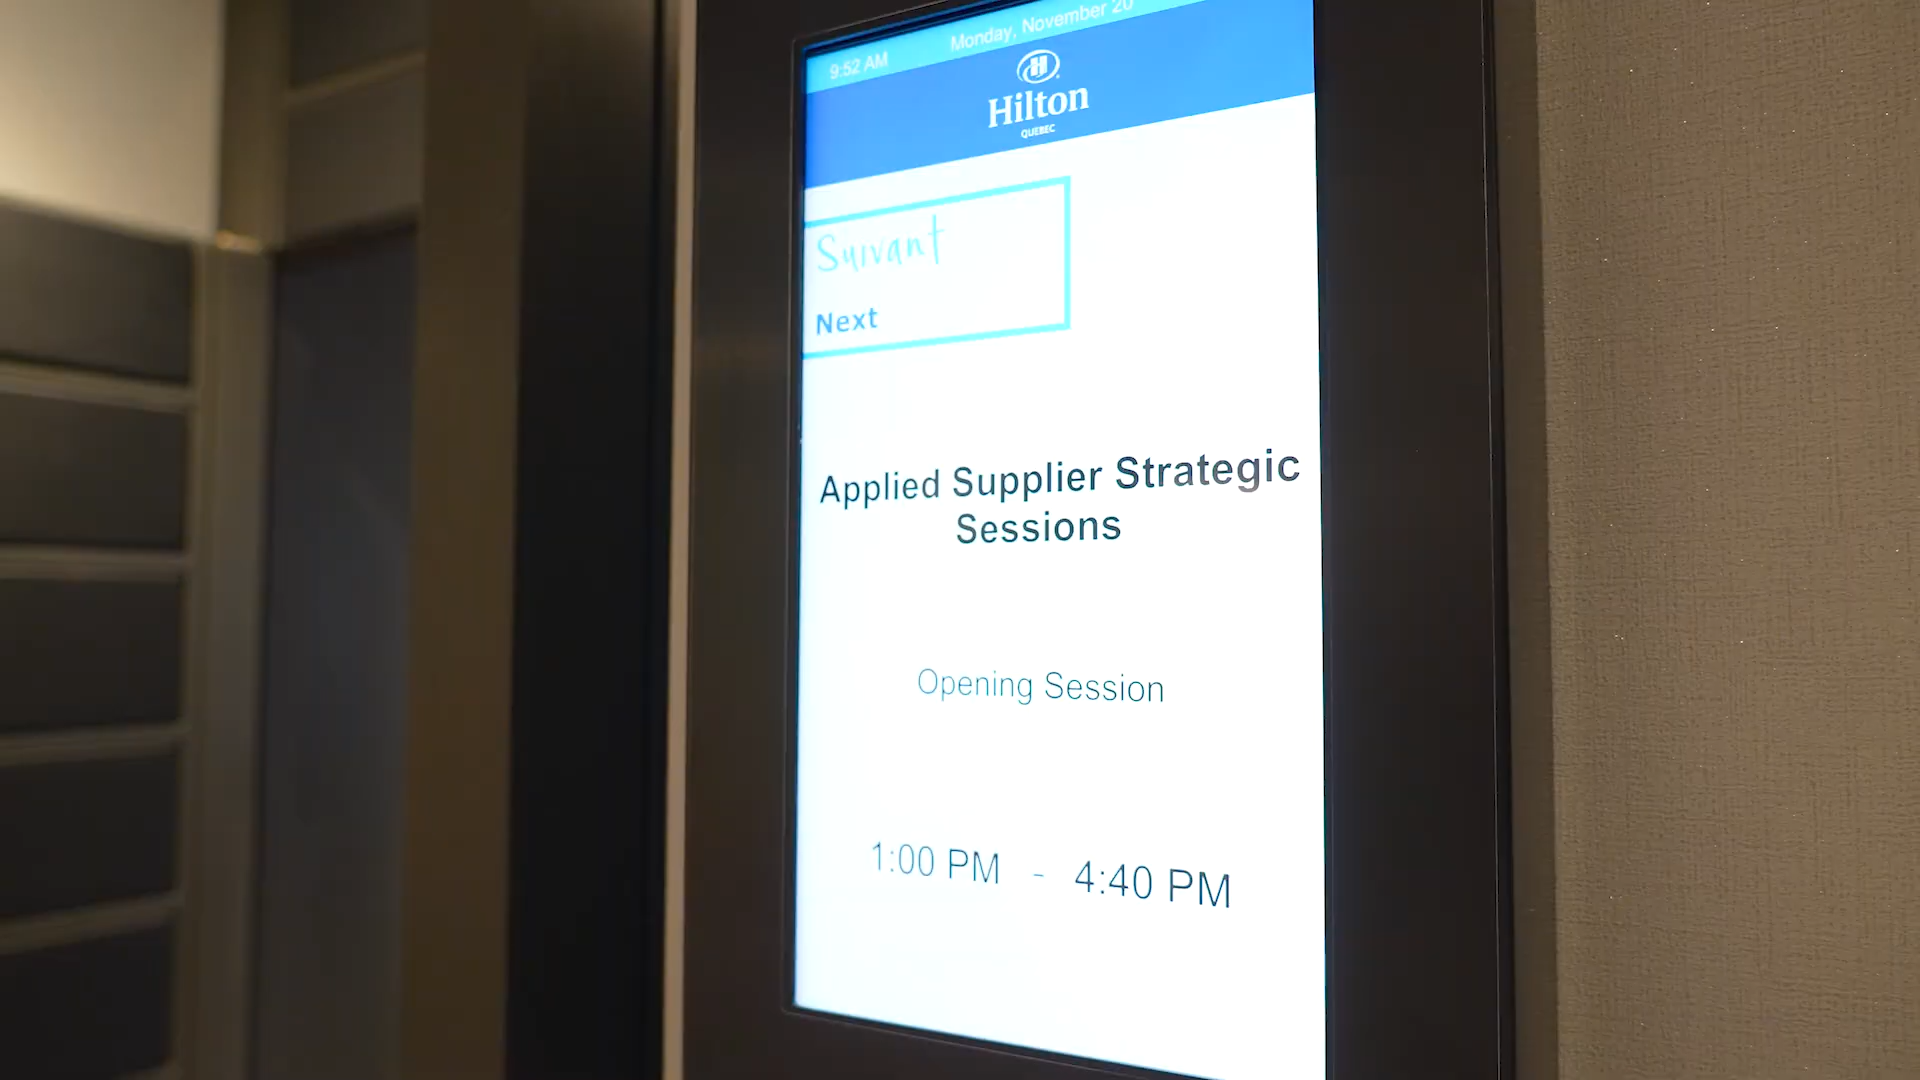 9:52 AM
Monday, November 20
Hilton
QUEBEC
Suivant
Next
Applied Supplier Strategic
Sessions
Opening Session
1:00 PM - 4:40 PM